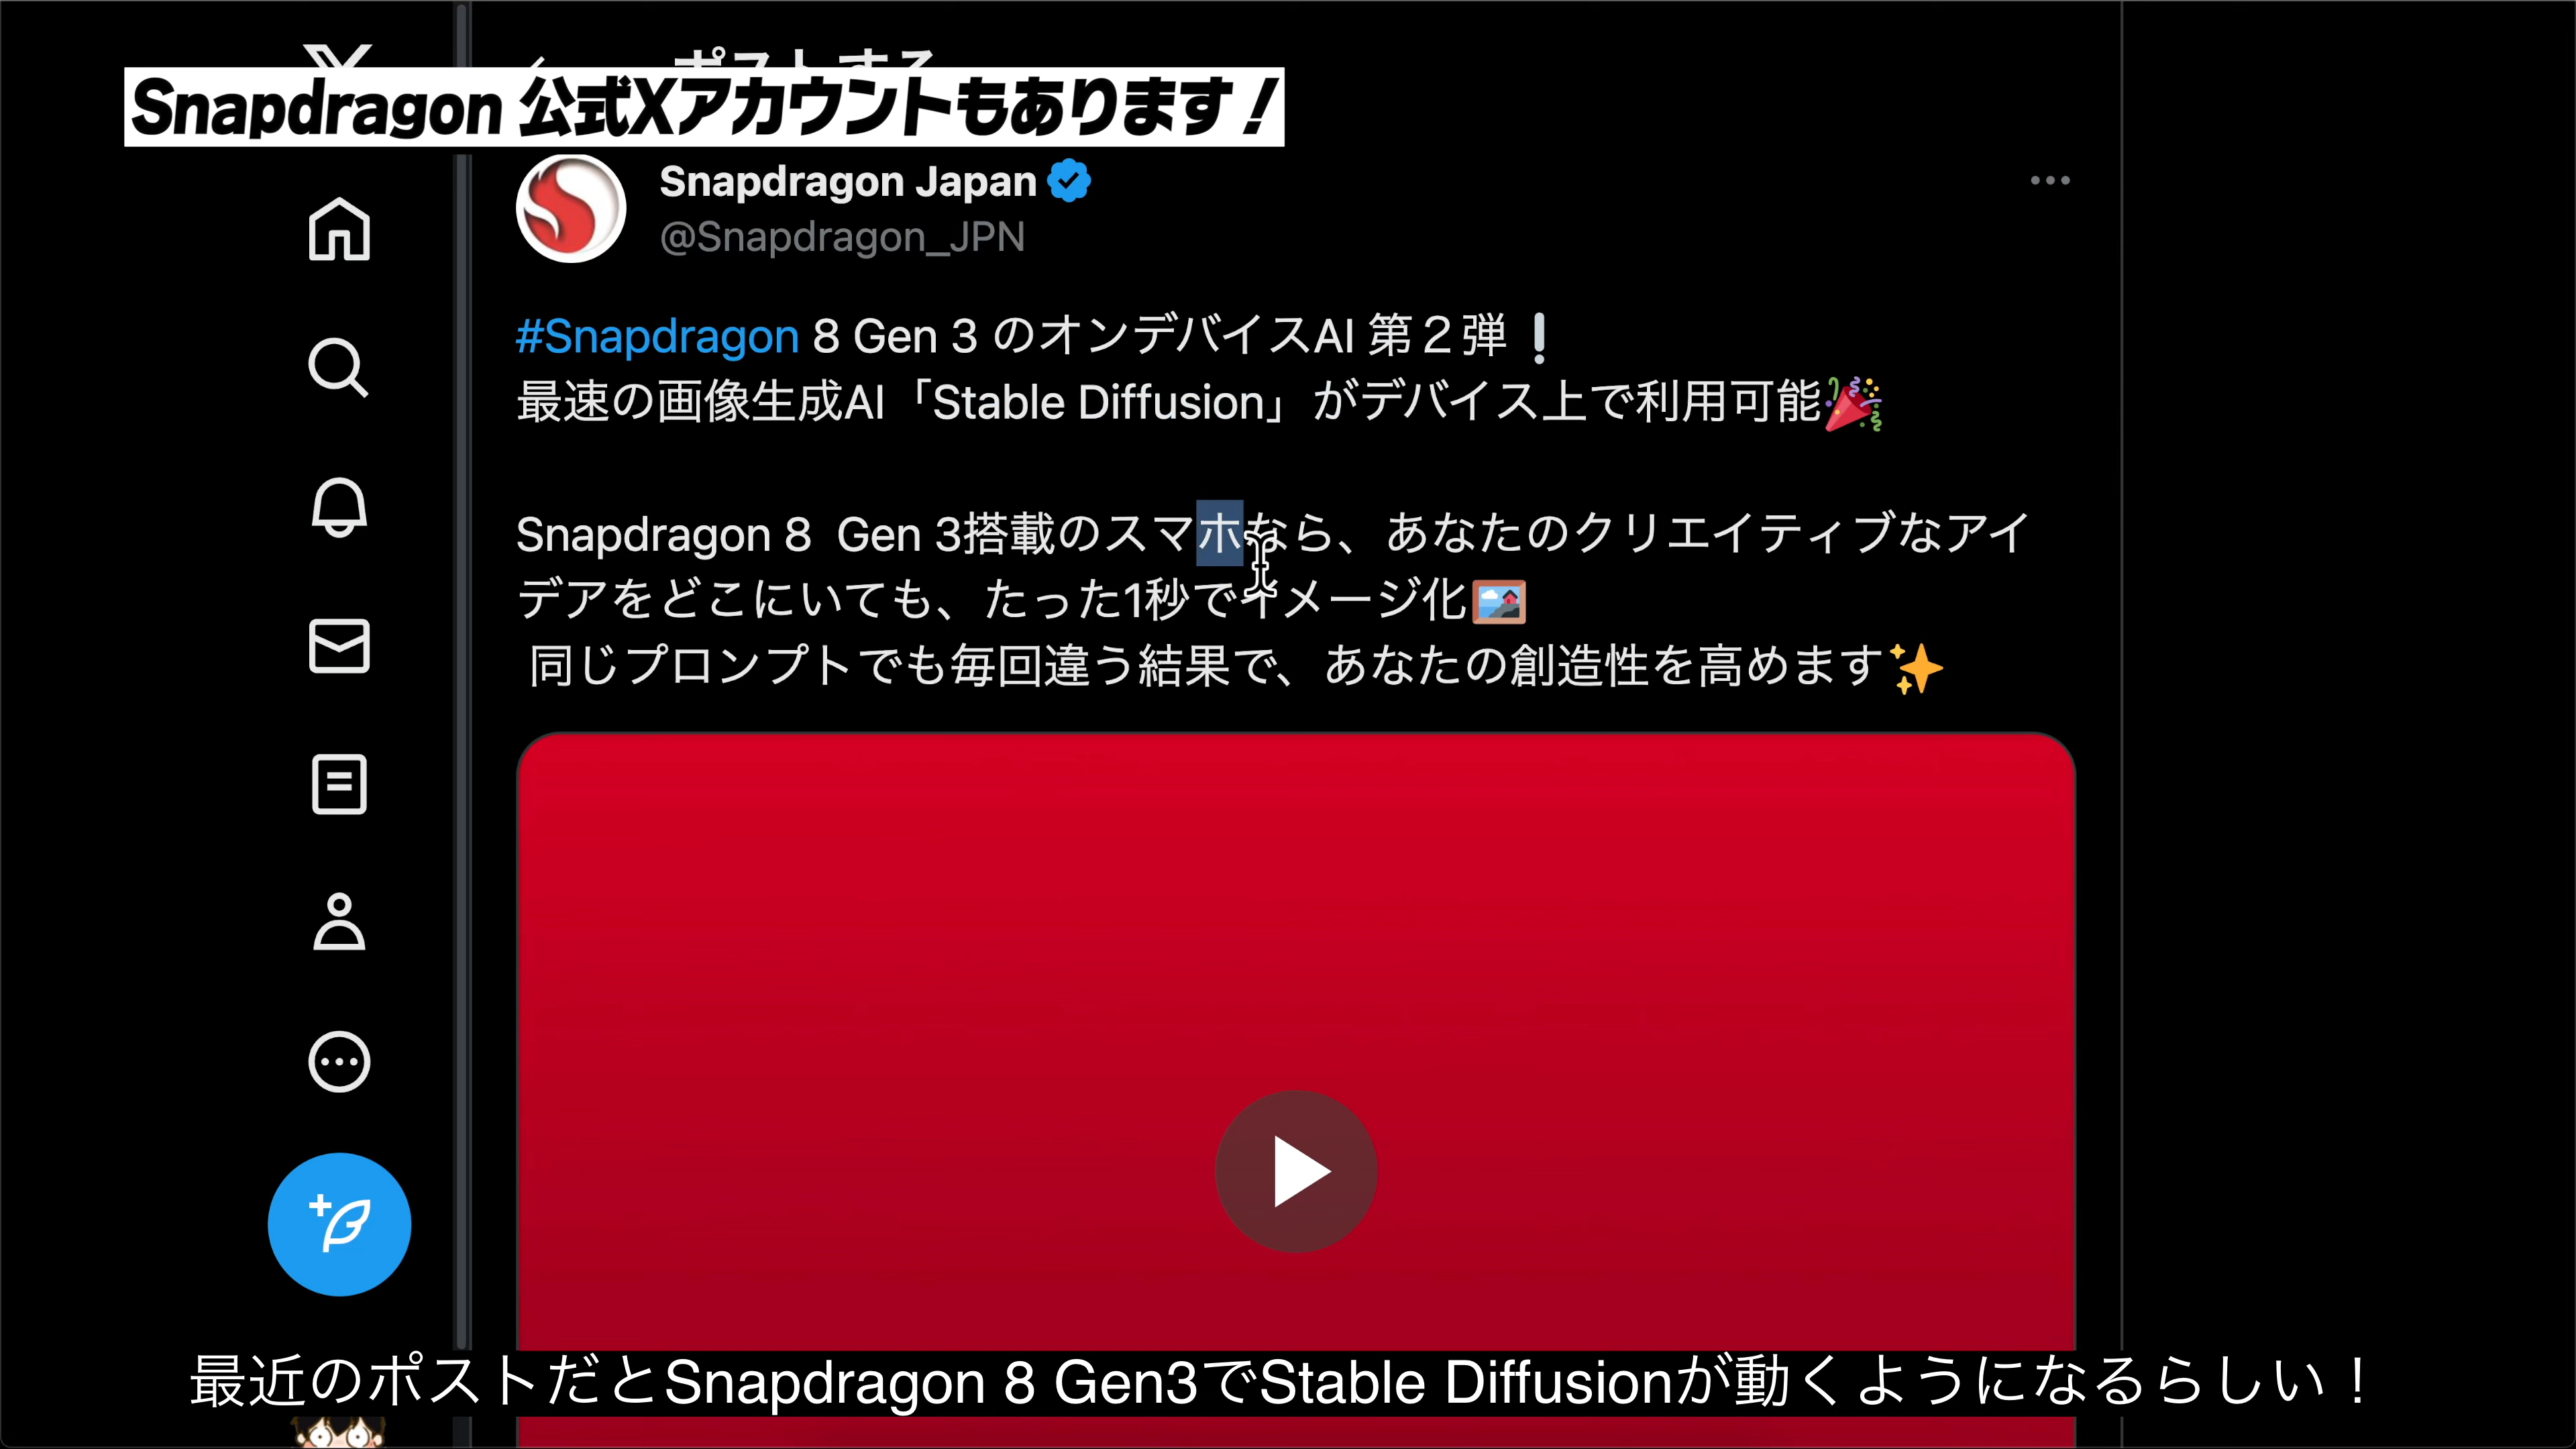 ポストする
Snapdragon 公式Xアカウントもあります！
Snapdragon Japan
@Snapdragon_JPN
#Snapdragon 8 Gen 3 のオンデバイスAI 第２弾❕
最速の画像生成AI「Stable Diffusion」がデバイス上で利用可能🎉
Snapdragon 8 Gen 3搭載のスマホなら、あなたのクリエイティブなアイ
デアをどこにいても、たった1秒でイメージ化🖼️
同じプロンプトでも毎回違う結果で、あなたの創造性を高めます✨
最近のポストだとSnapdragon 8 Gen3でStable Diffusionが動くようになるらしい！